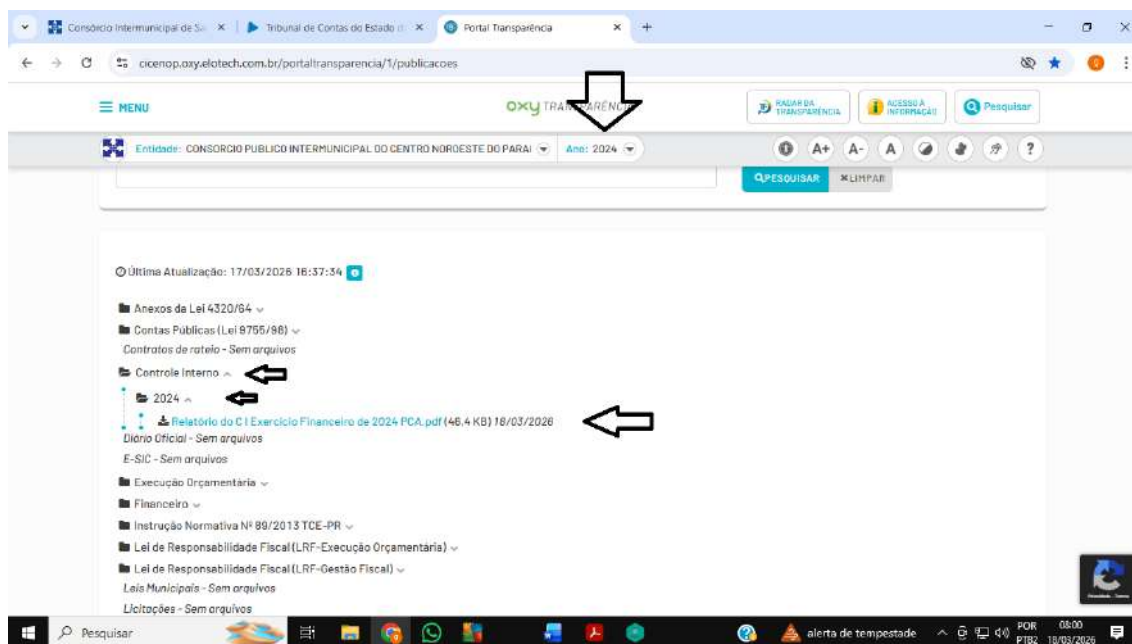 Consórcio Intermunicipal de Sa
Tribunal de Contas do Estado d
Portal Transparência
cicenop.oxy.elotech.com.br/portaltransparencia/1/publicacoes
MENU
oxy TRANSPARÊNCIA
RADAR DA TRANSPARÊNCIA
ACESSO À INFORMAÇÃO
Pesquisar
Entidade: CONSORCIO PUBLICO INTERMUNICIPAL DO CENTRO NOROESTE DO PARAI
Ano: 2024
A+ A- A ?
PESQUISAR
LIMPAR
Última Atualização: 17/03/2026 16:37:34
Anexos da Lei 4320/64
Contas Públicas (Lei 9755/98)
Contratos de rateio - Sem arquivos
Controle Interno
2024
Relatório do C I Exercício Financeiro de 2024 PCA.pdf (46,4 KB) 18/03/2026
Diário Oficial - Sem arquivos
E-SIC - Sem arquivos
Execução Orçamentária
Financeiro
Instrução Normativa Nº 89/2013 TCE-PR
Lei de Responsabilidade Fiscal (LRF-Execução Orçamentária)
Lei de Responsabilidade Fiscal (LRF-Gestão Fiscal)
Leis Municipais - Sem arquivos
Licitações - Sem arquivos
Pesquisar
alerta de tempestade
POR
PTB2
08:00
18/03/2026